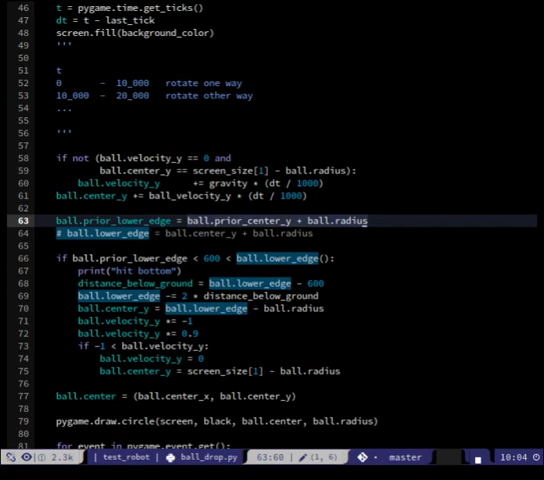 46 t = pygame.time.get_ticks()
47 dt = t - last_tick
48 screen.fill(background_color)
49 '''
50
51 t
52 0 - 10_000 rotate one way
53 10_000 - 20_000 rotate other way
54 ...
55
56 '''
57
58 if not (ball.velocity_y == 0 and
59 ball.center_y == screen_size[1] - ball.radius):
60 ball.velocity_y += gravity * (dt / 1000)
61 ball.center_y += ball_velocity_y * (dt / 1000)
62
63 ball.prior_lower_edge = ball.prior_center_y + ball.radius
64 # ball.lower_edge = ball.center_y + ball.radius
65
66 if ball.prior_lower_edge < 600 < ball.lower_edge():
67 print("hit bottom")
68 distance_below_ground = ball.lower_edge - 600
69 ball.lower_edge -= 2 * distance_below_ground
70 ball.center_y = ball.lower_edge - ball.radius
71 ball.velocity_y *= -1
72 ball.velocity_y *= 0.9
73 if -1 < ball.velocity_y:
74 ball.velocity_y = 0
75 ball.center_y = screen_size[1] - ball.radius
76
77 ball.center = (ball.center_x, ball.center_y)
78
79 pygame.draw.circle(screen, black, ball.center, ball.radius)
80
81 for event in pygame.event.get():
2.3k | test_robot | ball_drop.py 63:60 | (1, 6) master 10:04